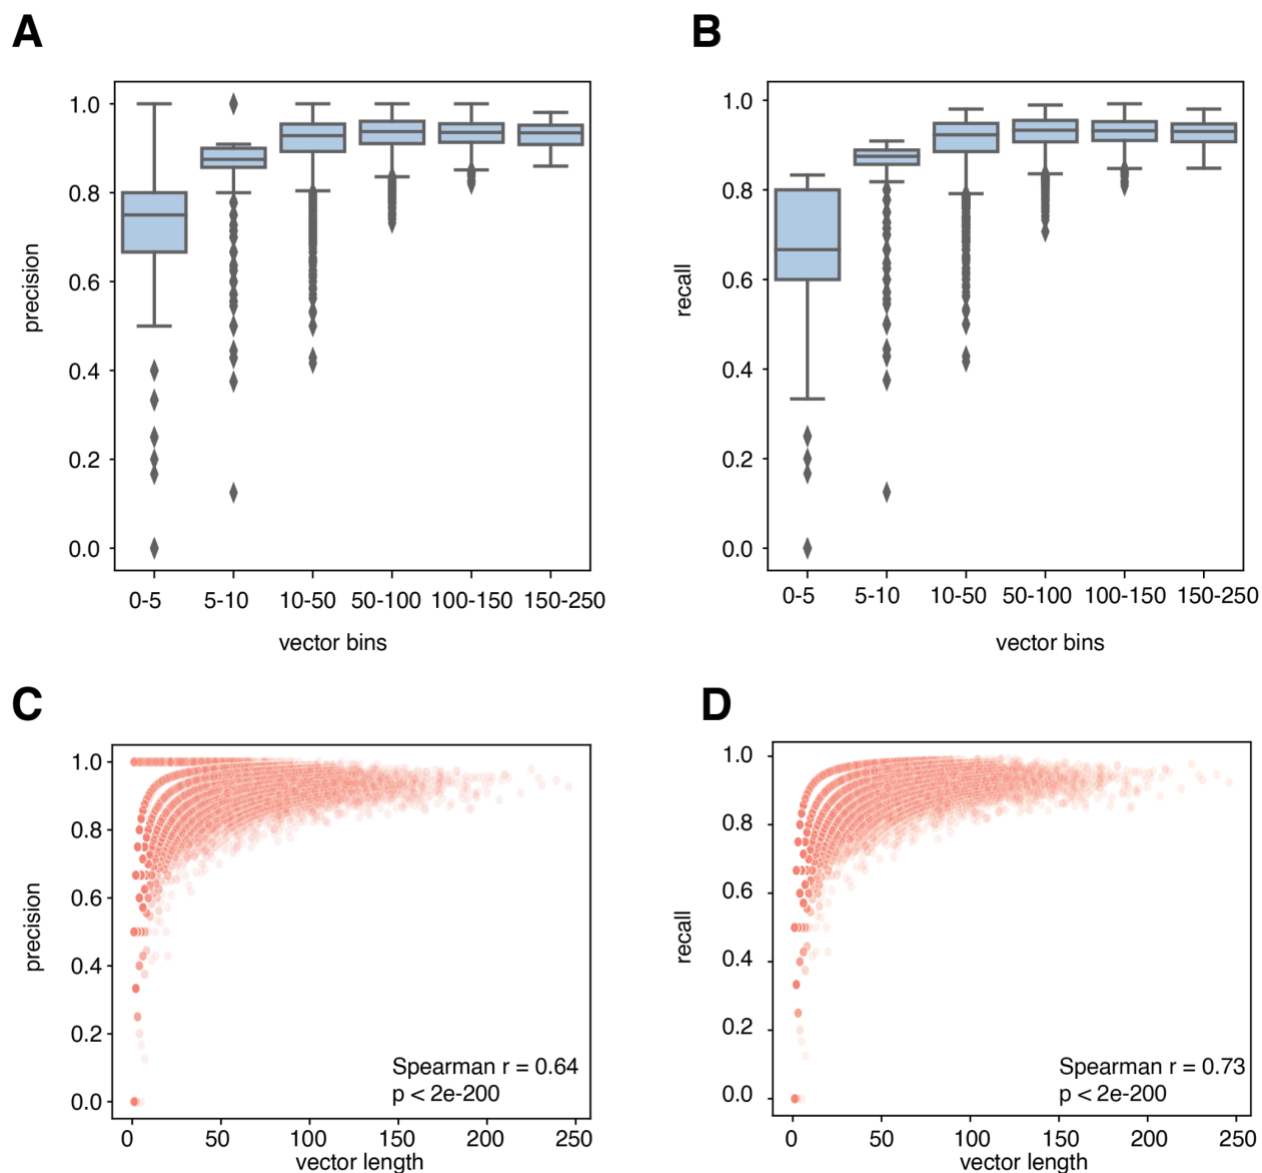 A
B
1.0
0.8
0.6
0.4
0.2
0.0
precision
0-5 5-10 10-50 50-100 100-150 150-250
vector bins
1.0
0.8
0.6
0.4
0.2
0.0
recall
0-5 5-10 10-50 50-100 100-150 150-250
vector bins
C
D
1.0
0.8
0.6
0.4
0.2
0.0
precision
Spearman r = 0.64
p < 2e-200
0 50 100 150 200 250
vector length
1.0
0.8
0.6
0.4
0.2
0.0
recall
Spearman r = 0.73
p < 2e-200
0 50 100 150 200 250
vector length